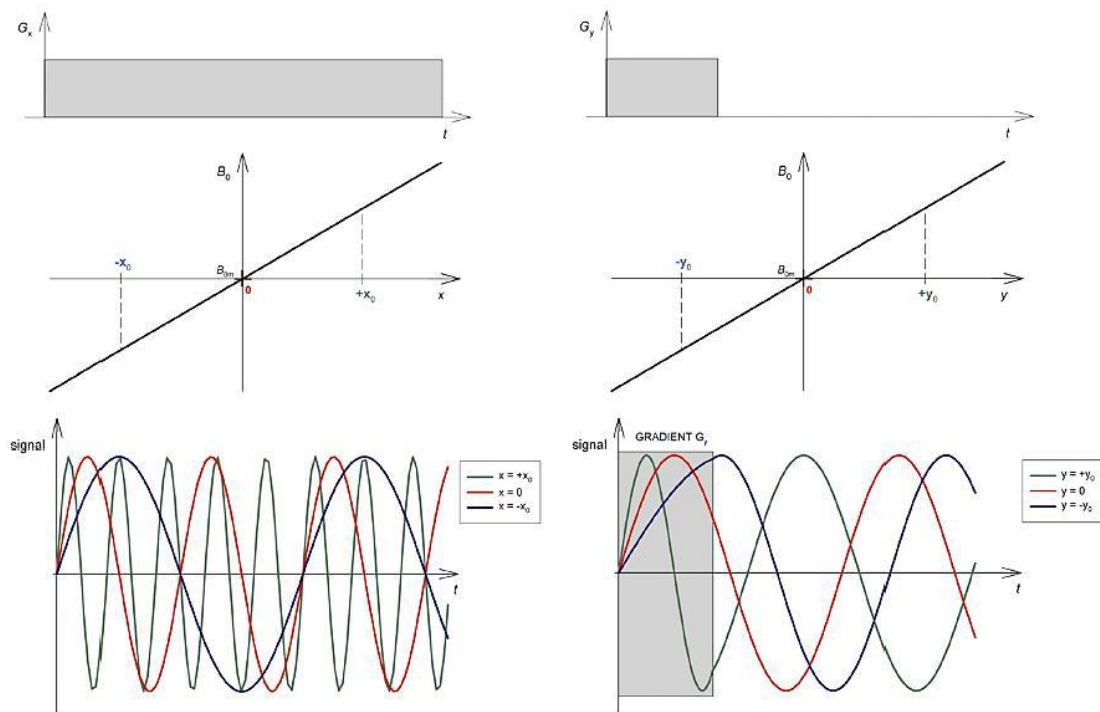 Gx
t
Gy
t
B0
-x0
B0m
0
+x0
x
B0
-y0
B0m
0
+y0
y
signal
x = +x0
x = 0
x = -x0
t
signal
GRADIENT Gy
y = +y0
y = 0
y = -y0
t